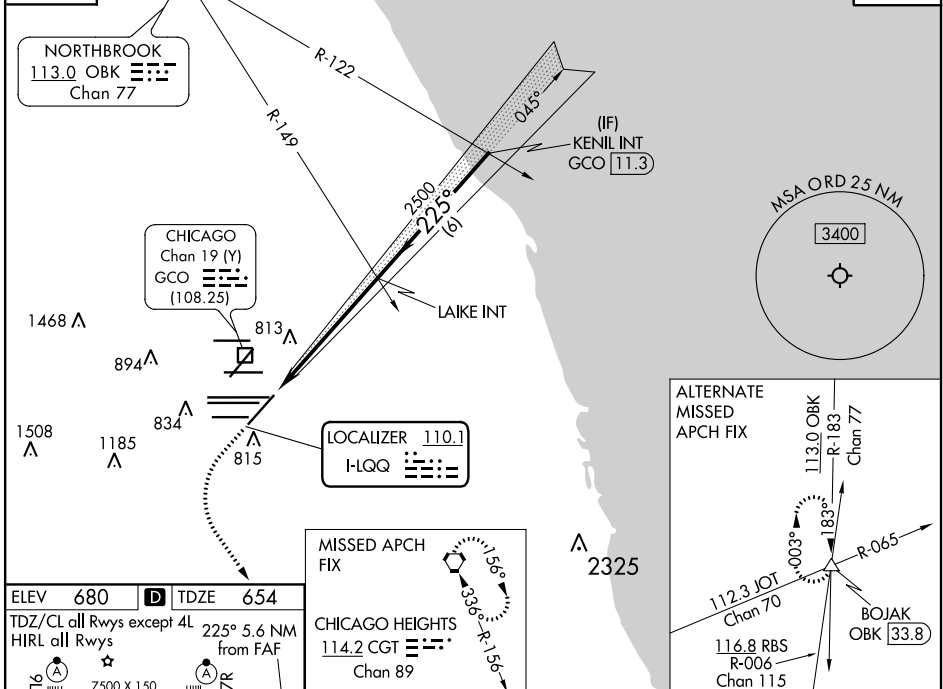 NORTHBROOK
113.0 OBK
Chan 77
R-122
R-149
045°
(IF)
KENIL INT
GCO 11.3
2500
225°
(6)
MSA ORD 25 NM
3400
CHICAGO
Chan 19 (Y)
GCO
(108.25)
LAIKE INT
1468
813
894
834
1508
1185
815
LOCALIZER 110.1
I-LQQ
2325
MISSED APCH
FIX
156°
336°
R-156
CHICAGO HEIGHTS
114.2 CGT
Chan 89
ALTERNATE
MISSED
APCH FIX
113.0 OBK
R-183
Chan 77
003°
183°
R-065
112.3 JOT
Chan 70
BOJAK
OBK 33.8
116.8 RBS
R-006
Chan 115
ELEV 680 D TDZE 654
TDZ/CL all Rwys except 4L
HIRL all Rwys
225° 5.6 NM
from FAF
A
A
7500 X 150